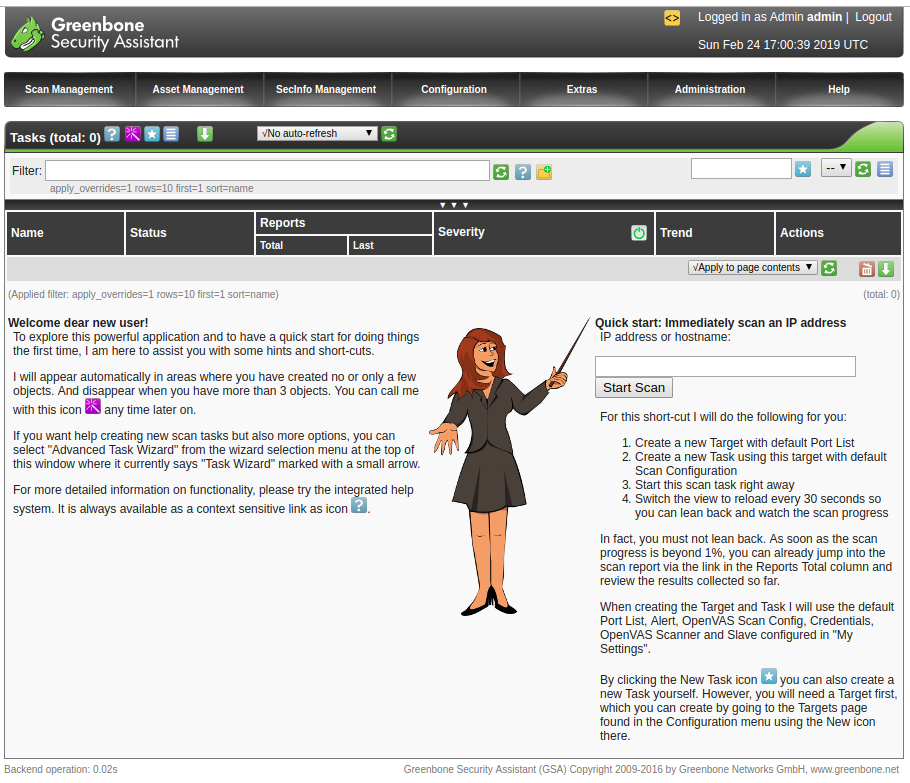 Greenbone
Security Assistant
<> Logged in as Admin admin | Logout
Sun Feb 24 17:00:39 2019 UTC
Scan Management Asset Management SecInfo Management Configuration Extras Administration Help
Tasks (total: 0) ? √No auto-refresh ▼
Filter: ? -- ▼
apply_overrides=1 rows=10 first=1 sort=name
▼ ▼ ▼
Name Status Reports Severity Trend Actions
Total Last
√Apply to page contents ▼
(Applied filter: apply_overrides=1 rows=10 first=1 sort=name) (total: 0)
Welcome dear new user!
To explore this powerful application and to have a quick start for doing things
the first time, I am here to assist you with some hints and short-cuts.
I will appear automatically in areas where you have created no or only a few
objects. And disappear when you have more than 3 objects. You can call me
with this icon any time later on.
If you want help creating new scan tasks but also more options, you can
select "Advanced Task Wizard" from the wizard selection menu at the top of
this window where it currently says "Task Wizard" marked with a small arrow.
For more detailed information on functionality, please try the integrated help
system. It is always available as a context sensitive link as icon ?.
Quick start: Immediately scan an IP address
IP address or hostname:
Start Scan
For this short-cut I will do the following for you:
1. Create a new Target with default Port List
2. Create a new Task using this target with default
Scan Configuration
3. Start this scan task right away
4. Switch the view to reload every 30 seconds so
you can lean back and watch the scan progress
In fact, you must not lean back. As soon as the scan
progress is beyond 1%, you can already jump into the
scan report via the link in the Reports Total column and
review the results collected so far.
When creating the Target and Task I will use the default
Port List, Alert, OpenVAS Scan Config, Credentials,
OpenVAS Scanner and Slave configured in "My
Settings".
By clicking the New Task icon you can also create a
new Task yourself. However, you will need a Target first,
which you can create by going to the Targets page
found in the Configuration menu using the New icon
there.
Backend operation: 0.02s Greenbone Security Assistant (GSA) Copyright 2009-2016 by Greenbone Networks GmbH, www.greenbone.net